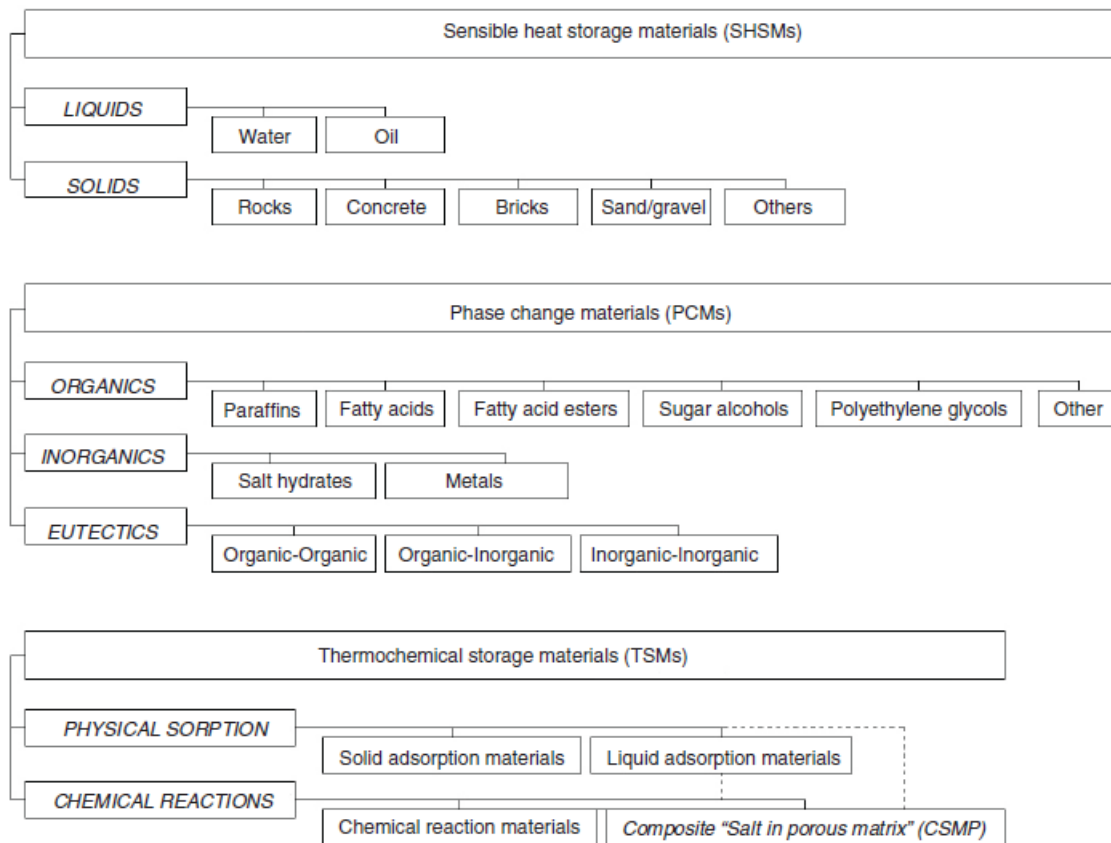 Sensible heat storage materials (SHSMs)
LIQUIDS
Water Oil
SOLIDS
Rocks Concrete Bricks Sand/gravel Others
Phase change materials (PCMs)
ORGANICS
Paraffins Fatty acids Fatty acid esters Sugar alcohols Polyethylene glycols Other
INORGANICS
Salt hydrates Metals
EUTECTICS
Organic-Organic Organic-Inorganic Inorganic-Inorganic
Thermochemical storage materials (TSMs)
PHYSICAL SORPTION
Solid adsorption materials Liquid adsorption materials
CHEMICAL REACTIONS
Chemical reaction materials Composite “Salt in porous matrix” (CSMP)